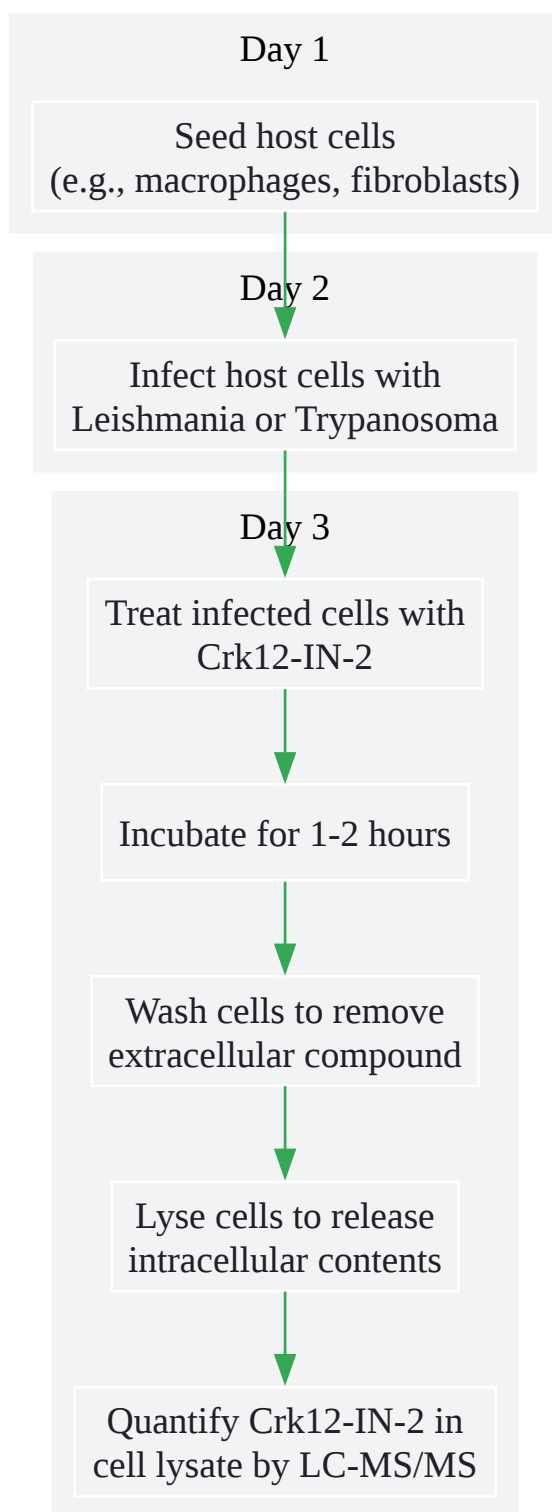 Day 1
Seed host cells
(e.g., macrophages, fibroblasts)
Day 2
Infect host cells with
Leishmania or Trypanosoma
Day 3
Treat infected cells with
Crk12-IN-2
Incubate for 1-2 hours
Wash cells to remove
extracellular compound
Lyse cells to release
intracellular contents
Quantify Crk12-IN-2 in
cell lysate by LC-MS/MS